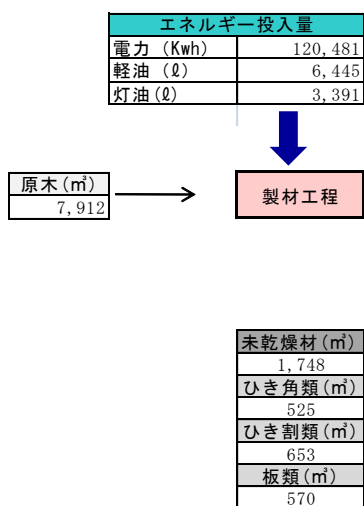 エネルギー投入量
電力 (Kwh) 120,481
軽油 (ℓ) 6,445
灯油(ℓ) 3,391
原木(㎥)
7,912
製材工程
未乾燥材(㎥)
1,748
ひき角類(㎥)
525
ひき割類(㎥)
653
板類(㎥)
570